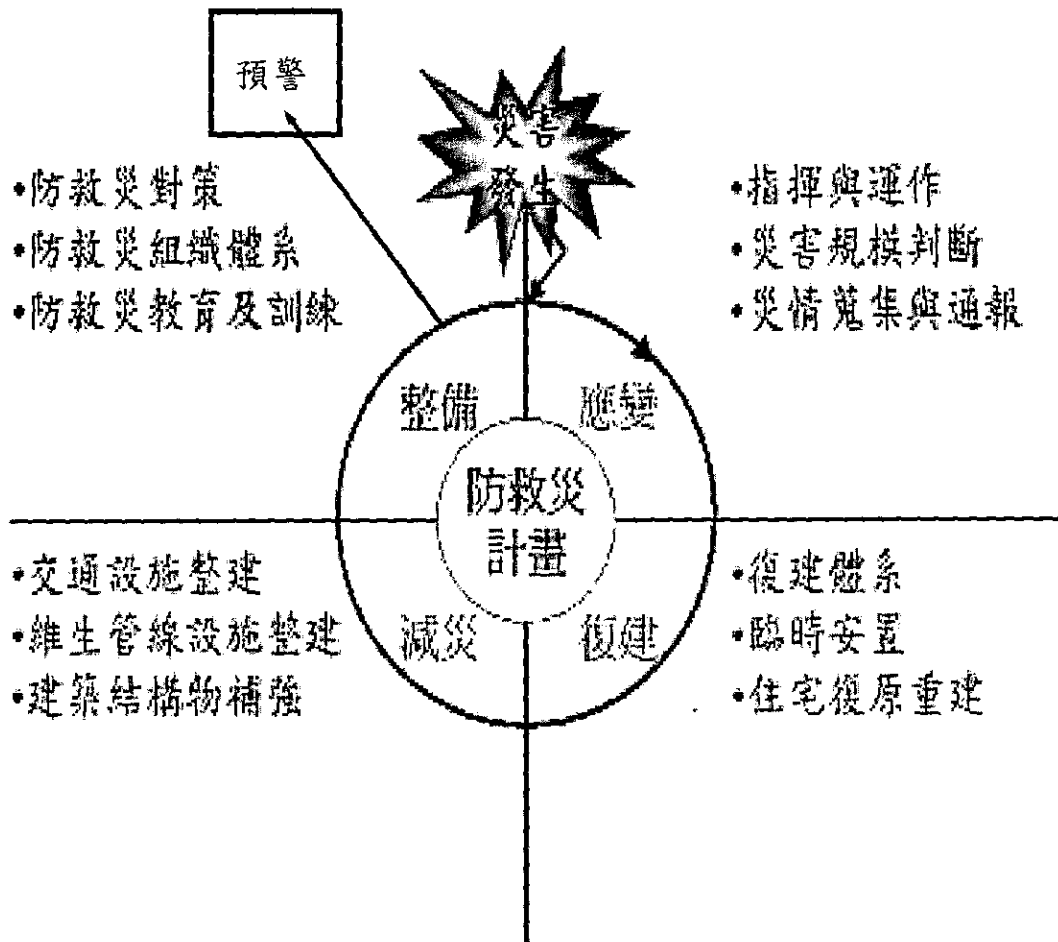 預警
災害
發生
•防救災對策
•防救災組織體系
•防救災教育及訓練
•指揮與運作
•災害規模判斷
•災情蒐集與通報
整備
應變
防救災
計畫
減災
復建
•交通設施整建
•維生管線設施整建
•建築結構物補強
•復建體系
•臨時安置
•住宅復原重建